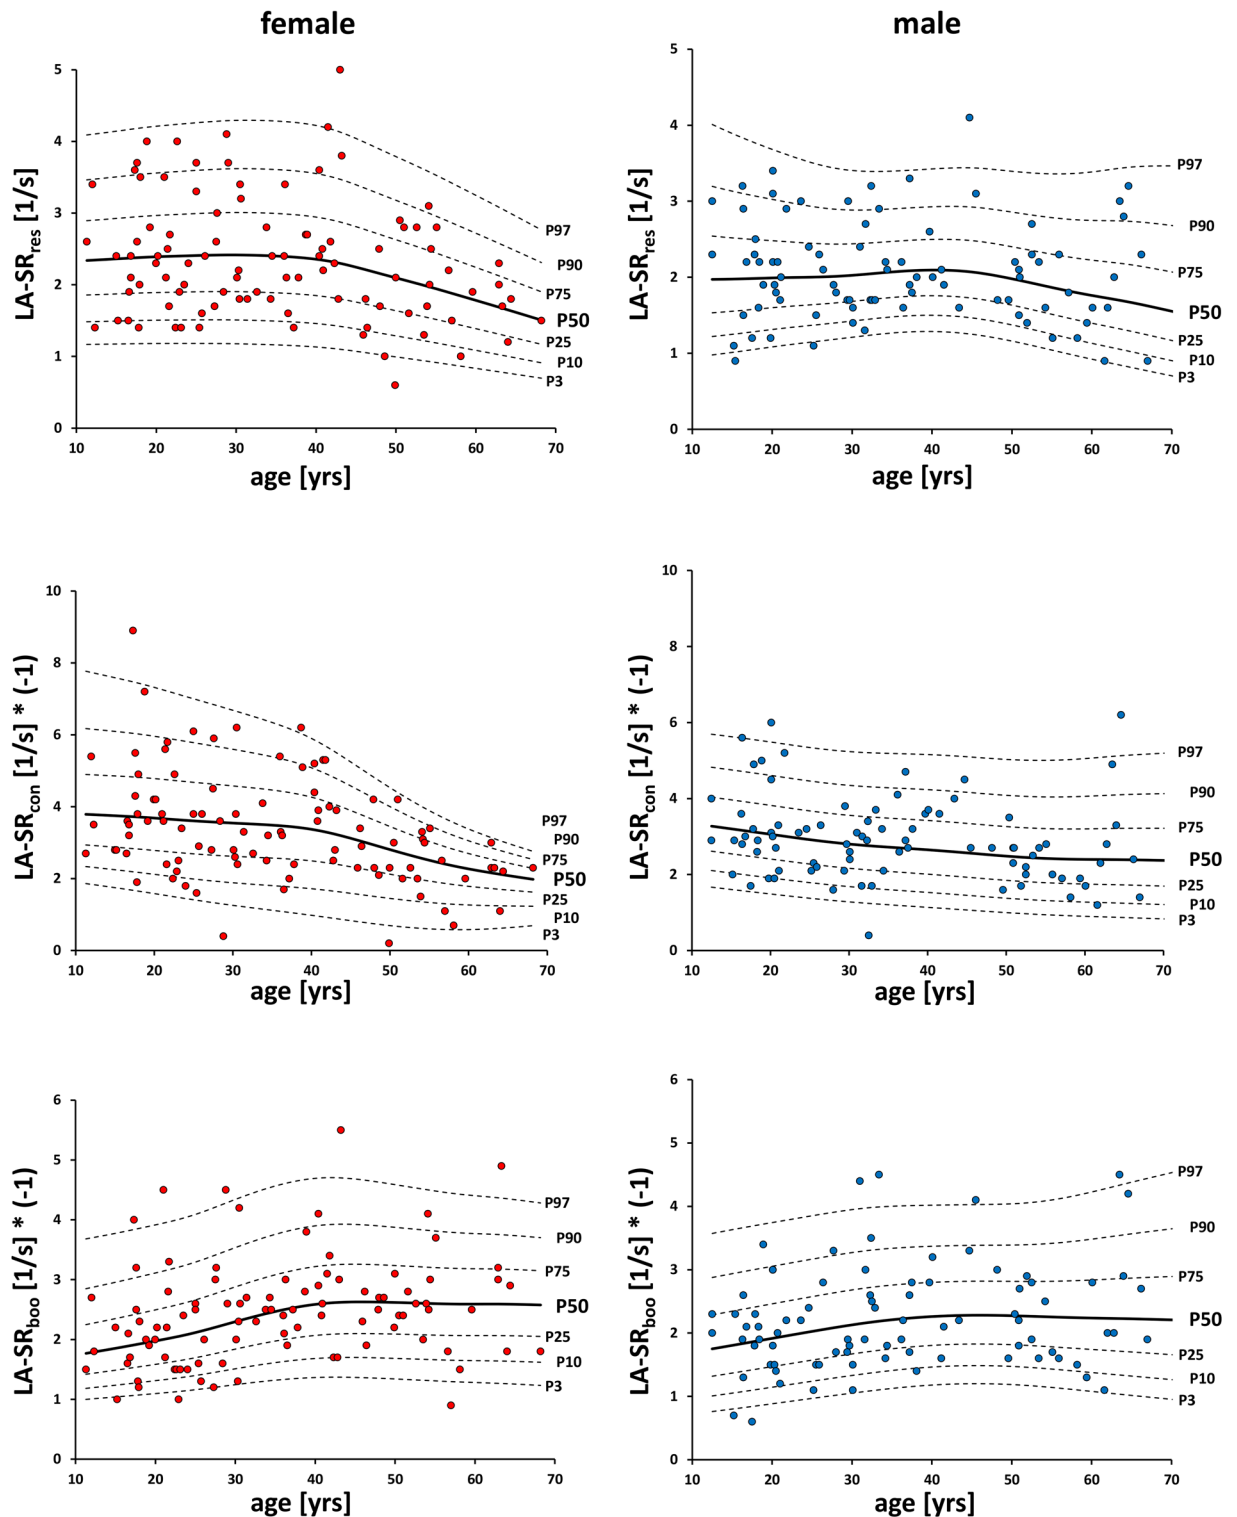 female
male
LA-SRres [1/s]
5
4
3
2
1
0
10 20 30 40 50 60 70
age [yrs]
P97
P90
P75
P50
P25
P10
P3
LA-SRres [1/s]
5
4
3
2
1
0
10 20 30 40 50 60 70
age [yrs]
P97
P90
P75
P50
P25
P10
P3
LA-SRcon [1/s] * (-1)
10
8
6
4
2
0
10 20 30 40 50 60 70
age [yrs]
P97
P90
P75
P50
P25
P10
P3
LA-SRcon [1/s] * (-1)
10
8
6
4
2
0
10 20 30 40 50 60 70
age [yrs]
P97
P90
P75
P50
P25
P10
P3
LA-SRboo [1/s] * (-1)
6
5
4
3
2
1
0
10 20 30 40 50 60 70
age [yrs]
P97
P90
P75
P50
P25
P10
P3
LA-SRboo [1/s] * (-1)
6
5
4
3
2
1
0
10 20 30 40 50 60 70
age [yrs]
P97
P90
P75
P50
P25
P10
P3